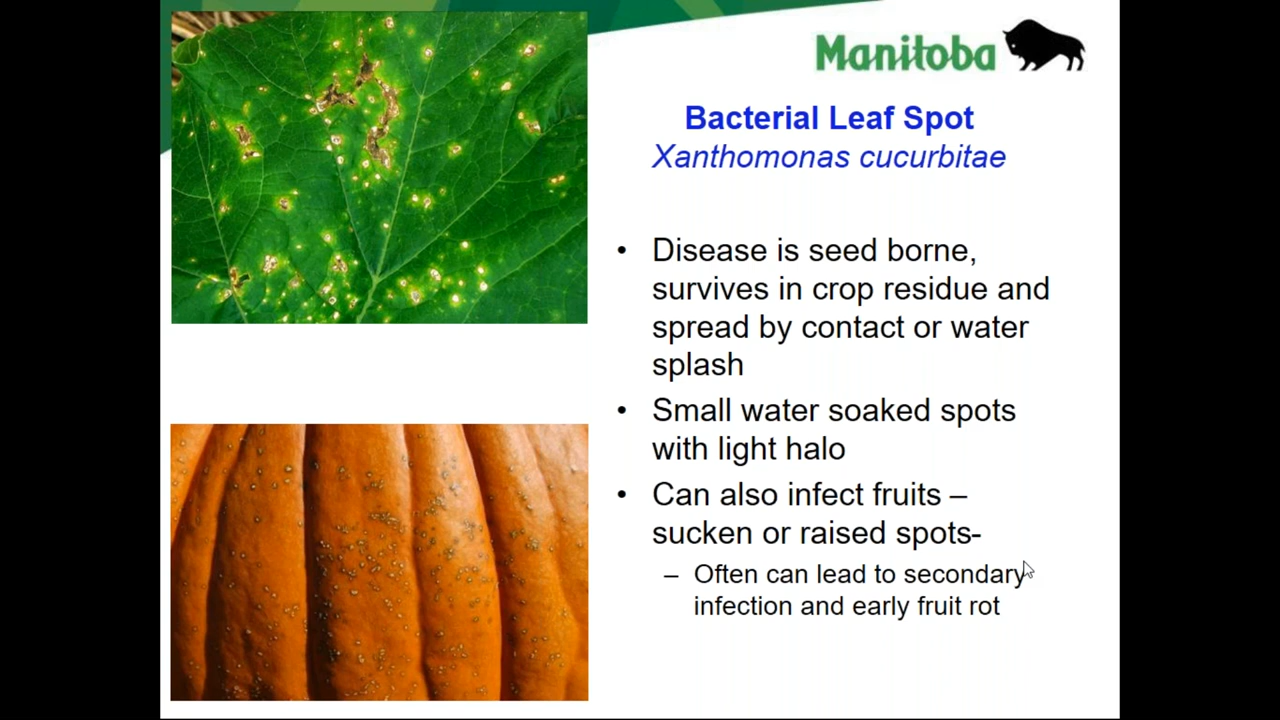 Manitoba
Bacterial Leaf Spot
Xanthomonas cucurbitae
• Disease is seed borne,
survives in crop residue and
spread by contact or water
splash
• Small water soaked spots
with light halo
• Can also infect fruits –
sucken or raised spots-
– Often can lead to secondary
infection and early fruit rot